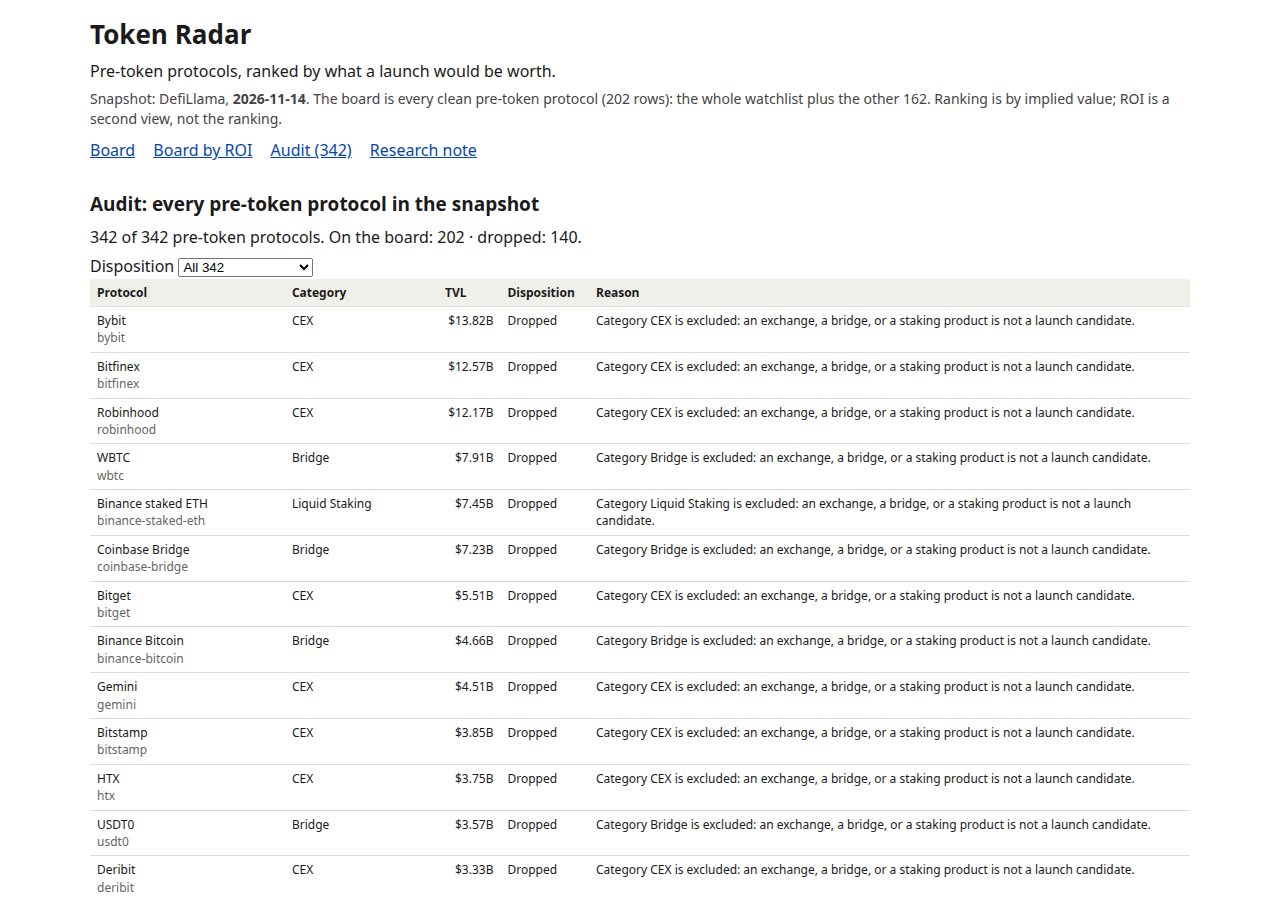 Token Radar
Pre-token protocols, ranked by what a launch would be worth.
Snapshot: DefiLlama, 2026-11-14. The board is every clean pre-token protocol (202 rows): the whole watchlist plus the other 162. Ranking is by implied value; ROI is a
second view, not the ranking.
Board Board by ROI Audit (342) Research note
Audit: every pre-token protocol in the snapshot
342 of 342 pre-token protocols. On the board: 202 · dropped: 140.
Disposition All 342
Protocol Category TVL Disposition Reason
Bybit CEX $13.82B Dropped Category CEX is excluded: an exchange, a bridge, or a staking product is not a launch candidate.
bybit
Bitfinex CEX $12.57B Dropped Category CEX is excluded: an exchange, a bridge, or a staking product is not a launch candidate.
bitfinex
Robinhood CEX $12.17B Dropped Category CEX is excluded: an exchange, a bridge, or a staking product is not a launch candidate.
robinhood
WBTC Bridge $7.91B Dropped Category Bridge is excluded: an exchange, a bridge, or a staking product is not a launch candidate.
wbtc
Binance staked ETH Liquid Staking $7.45B Dropped Category Liquid Staking is excluded: an exchange, a bridge, or a staking product is not a launch
binance-staked-eth candidate.
Coinbase Bridge Bridge $7.23B Dropped Category Bridge is excluded: an exchange, a bridge, or a staking product is not a launch candidate.
coinbase-bridge
Bitget CEX $5.51B Dropped Category CEX is excluded: an exchange, a bridge, or a staking product is not a launch candidate.
bitget
Binance Bitcoin Bridge $4.66B Dropped Category Bridge is excluded: an exchange, a bridge, or a staking product is not a launch candidate.
binance-bitcoin
Gemini CEX $4.51B Dropped Category CEX is excluded: an exchange, a bridge, or a staking product is not a launch candidate.
gemini
Bitstamp CEX $3.85B Dropped Category CEX is excluded: an exchange, a bridge, or a staking product is not a launch candidate.
bitstamp
HTX CEX $3.75B Dropped Category CEX is excluded: an exchange, a bridge, or a staking product is not a launch candidate.
htx
USDT0 Bridge $3.57B Dropped Category Bridge is excluded: an exchange, a bridge, or a staking product is not a launch candidate.
usdt0
Deribit CEX $3.33B Dropped Category CEX is excluded: an exchange, a bridge, or a staking product is not a launch candidate.
deribit